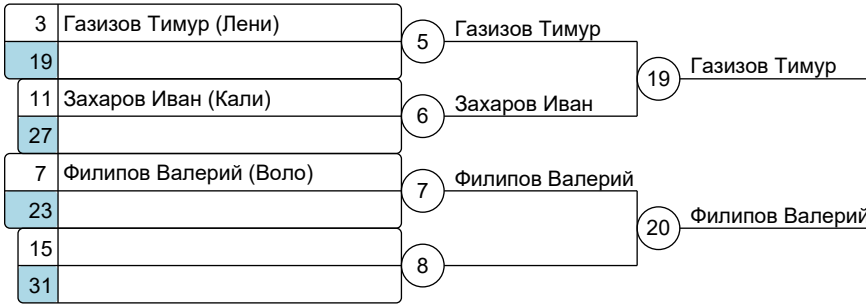 3 Газизов Тимур (Лени)
5 Газизов Тимур
19
19 Газизов Тимур
11 Захаров Иван (Кали)
6 Захаров Иван
27
7 Филипов Валерий (Воло)
7 Филипов Валерий
23
20 Филипов Валерий
15
8
31